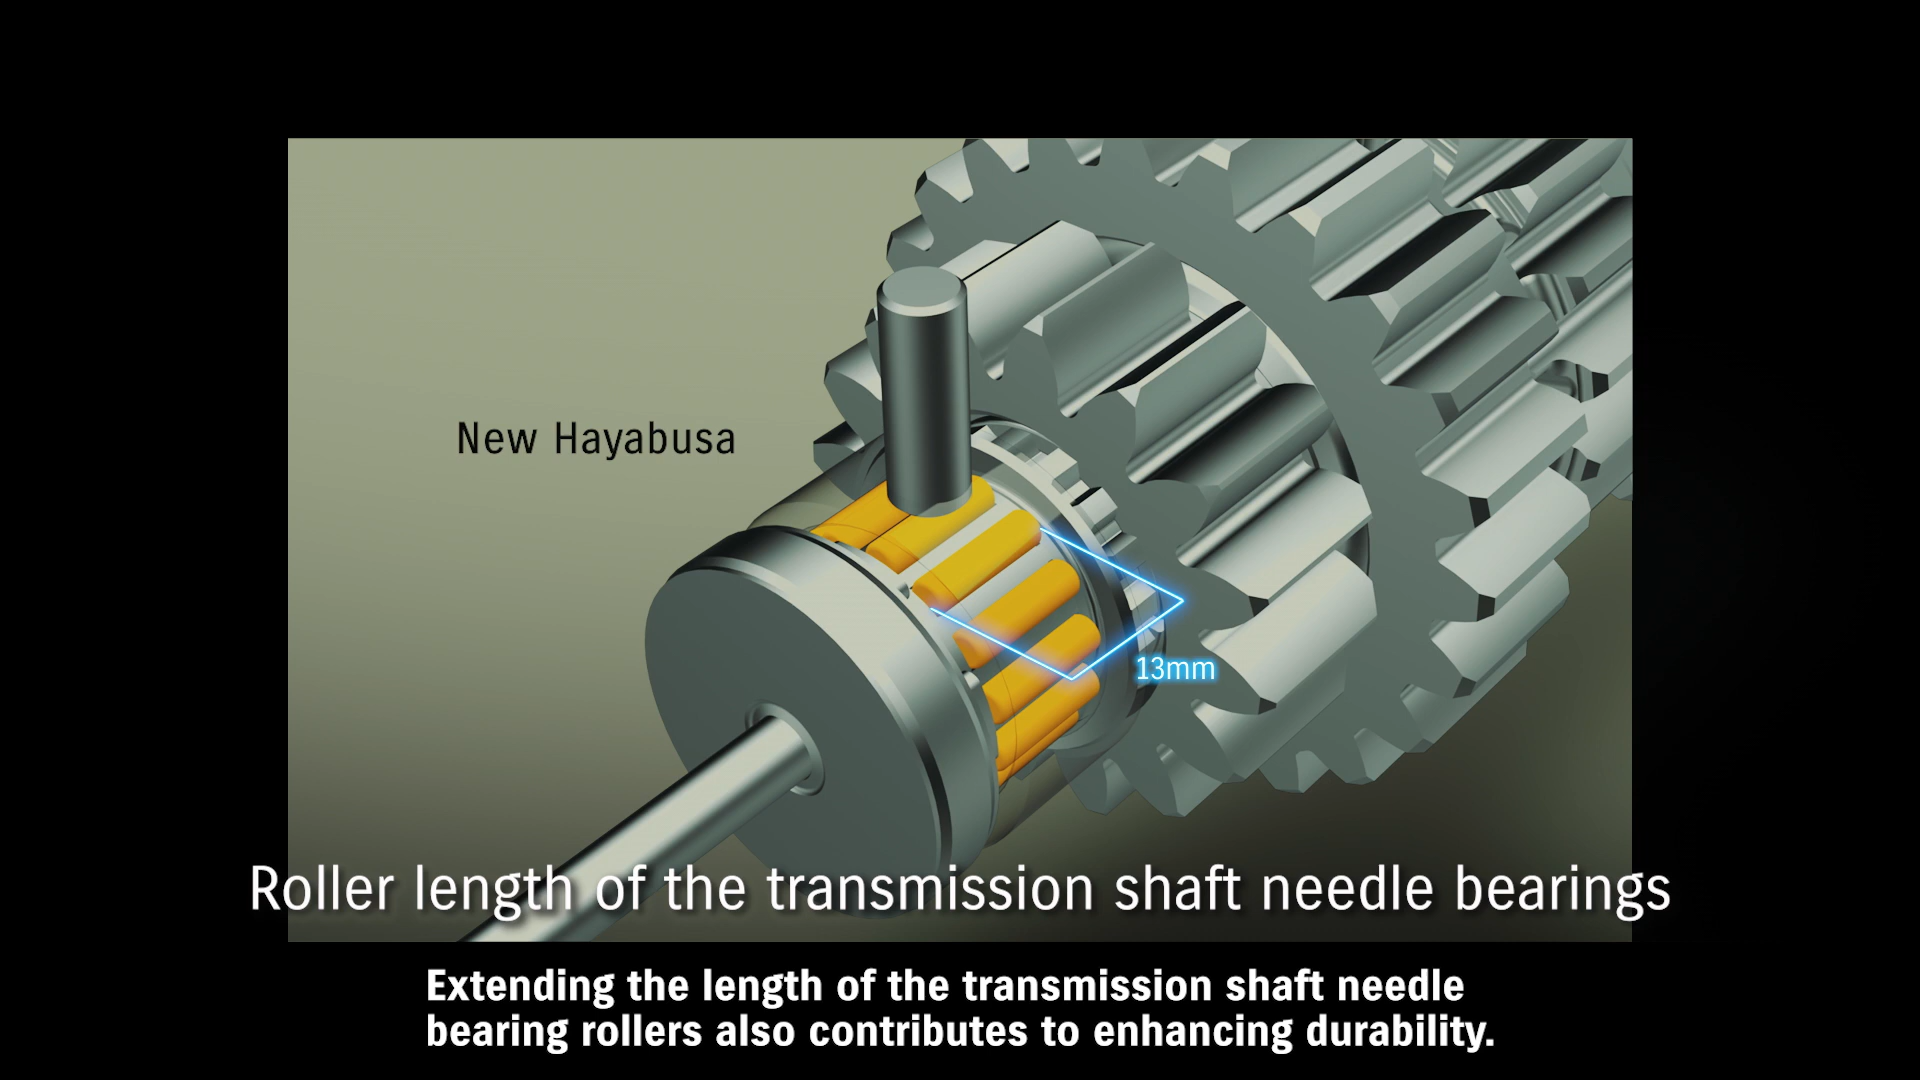 New Hayabusa
13mm
Roller length of the transmission shaft needle bearings
Extending the length of the transmission shaft needle
bearing rollers also contributes to enhancing durability.